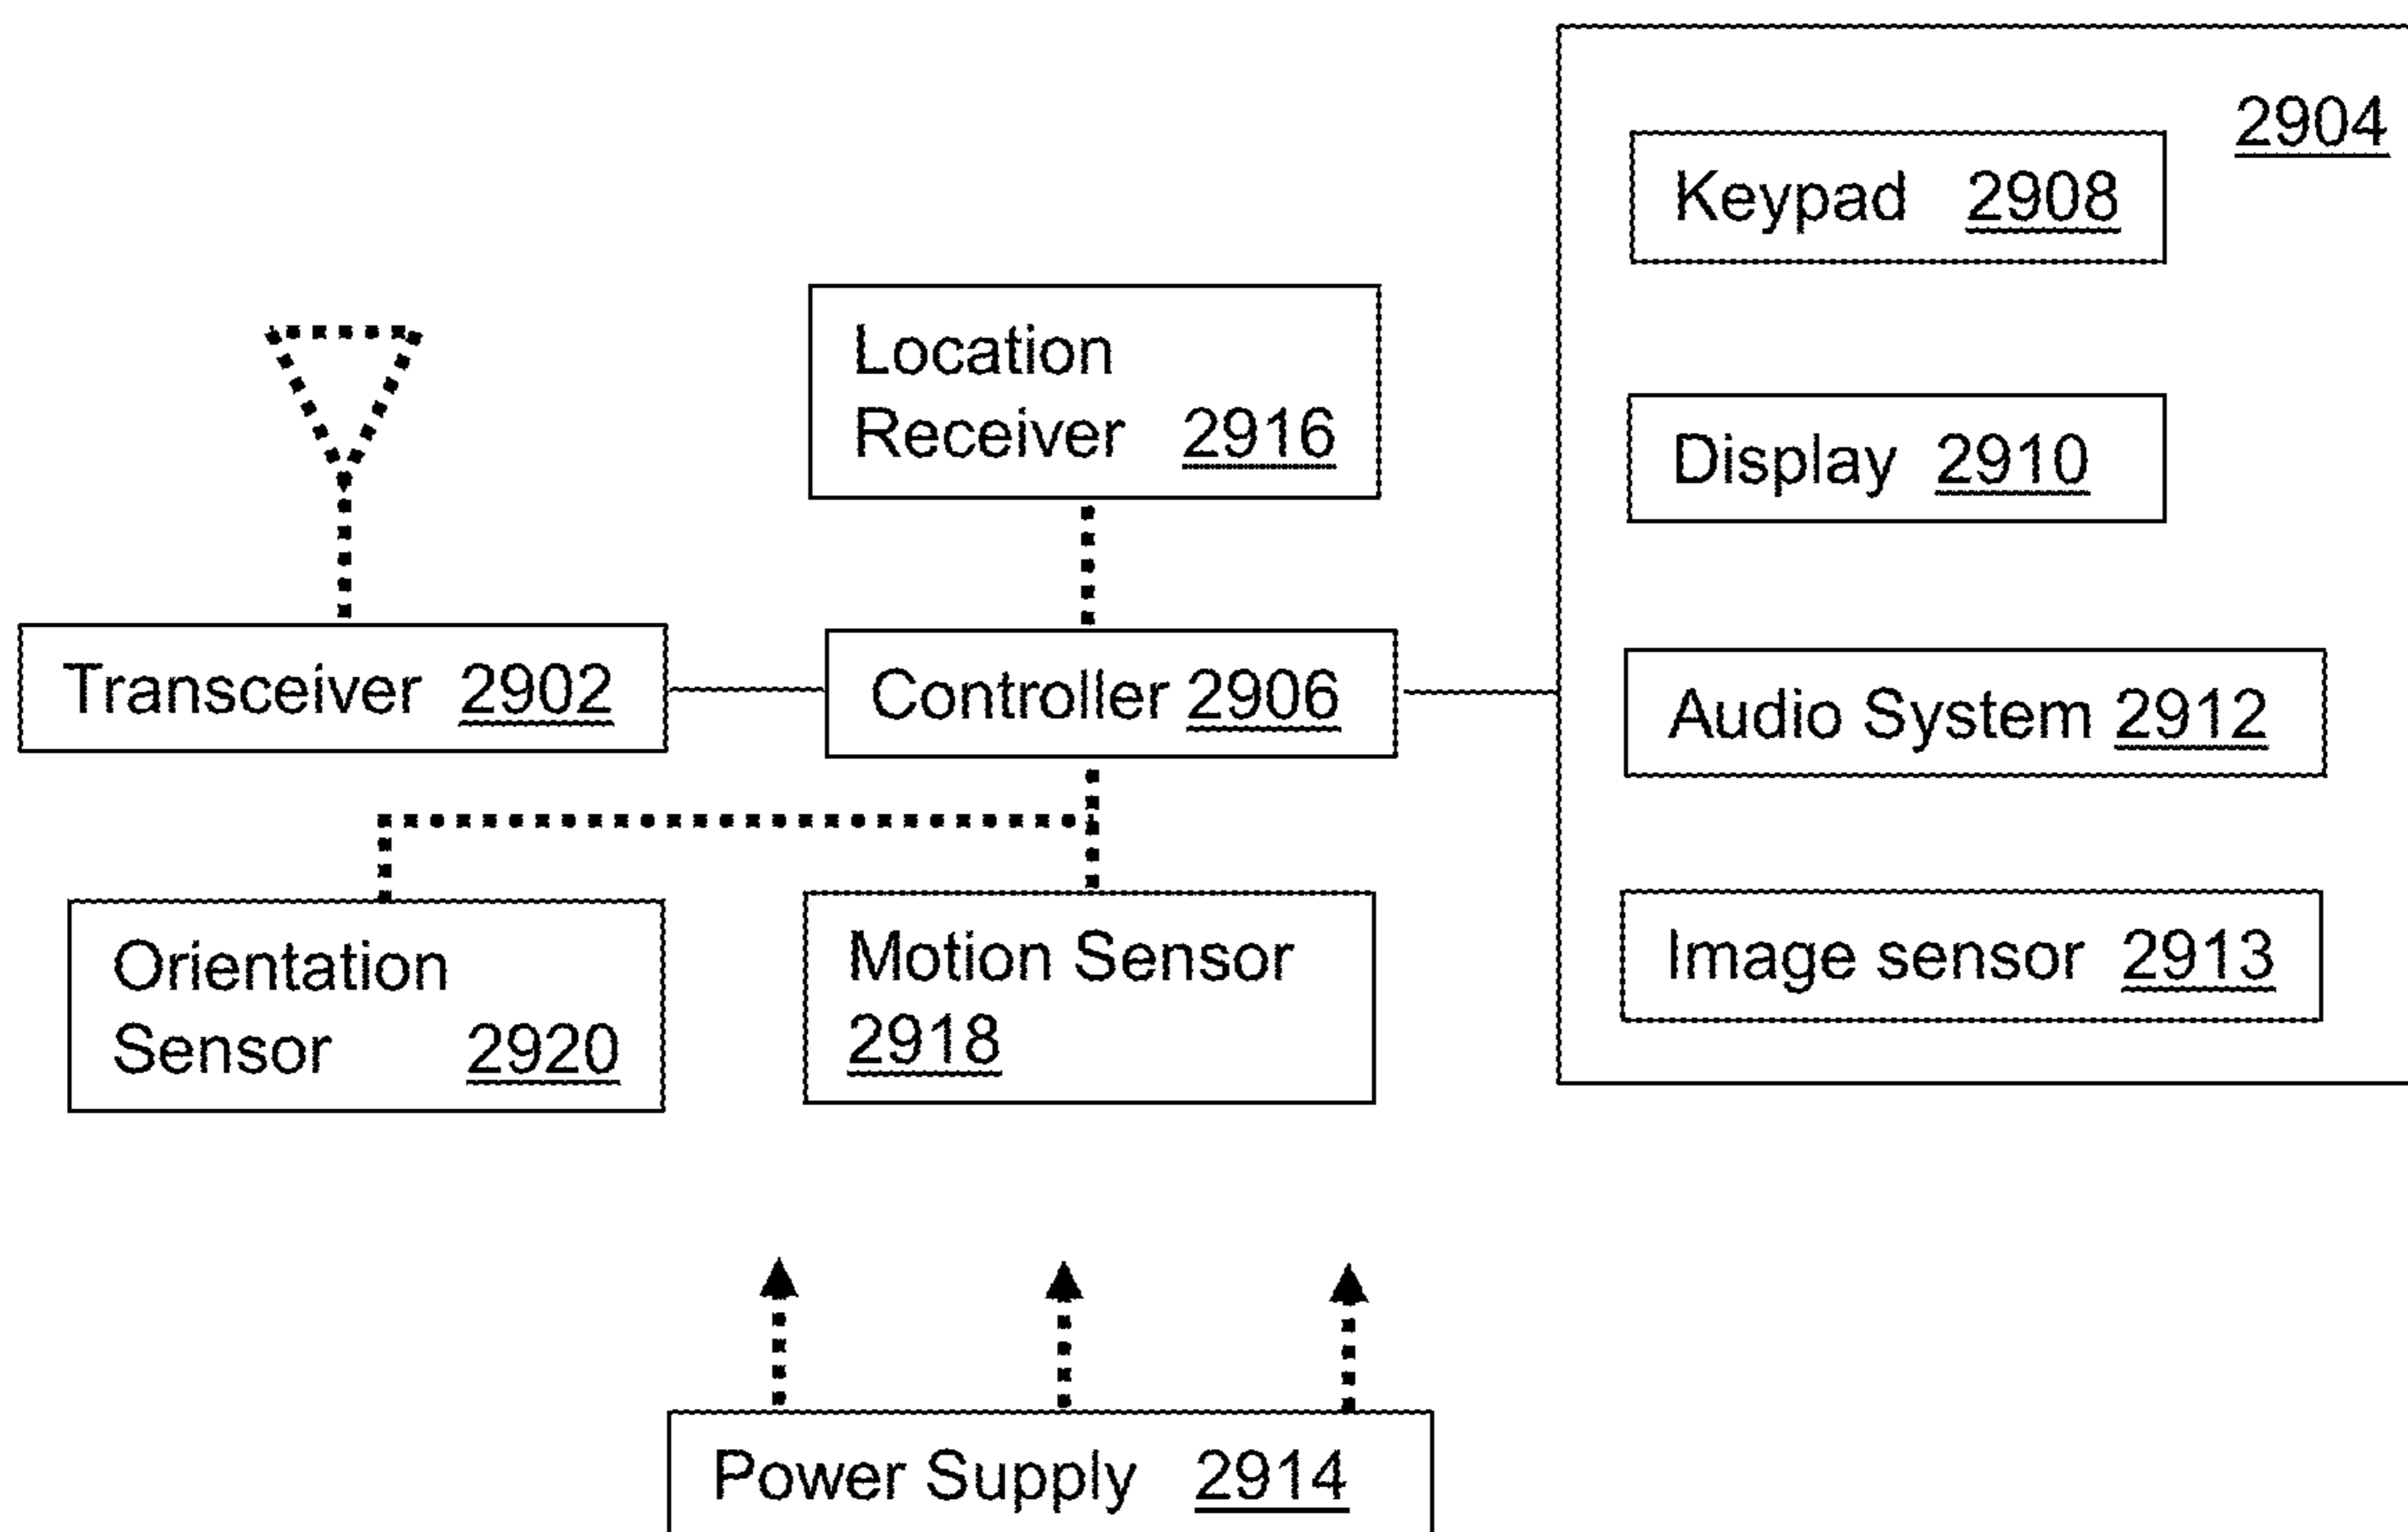 2904
Keypad 2908
Location
Receiver 2916
Display 2910
Transceiver 2902
Controller 2906
Audio System 2912
Orientation
Sensor 2920
Motion Sensor
2918
Image sensor 2913
Power Supply 2914